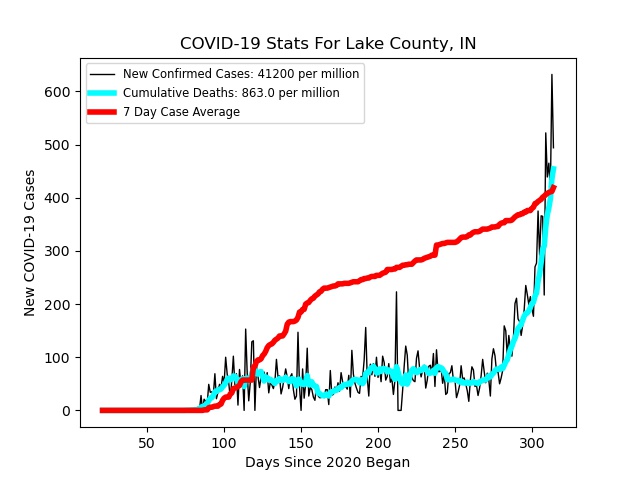 COVID-19 Stats For Lake County, IN
New Confirmed Cases: 41200 per million
Cumulative Deaths: 863.0 per million
7 Day Case Average
New COVID-19 Cases
600
500
400
300
200
100
0
50
100
150
200
250
300
Days Since 2020 Began